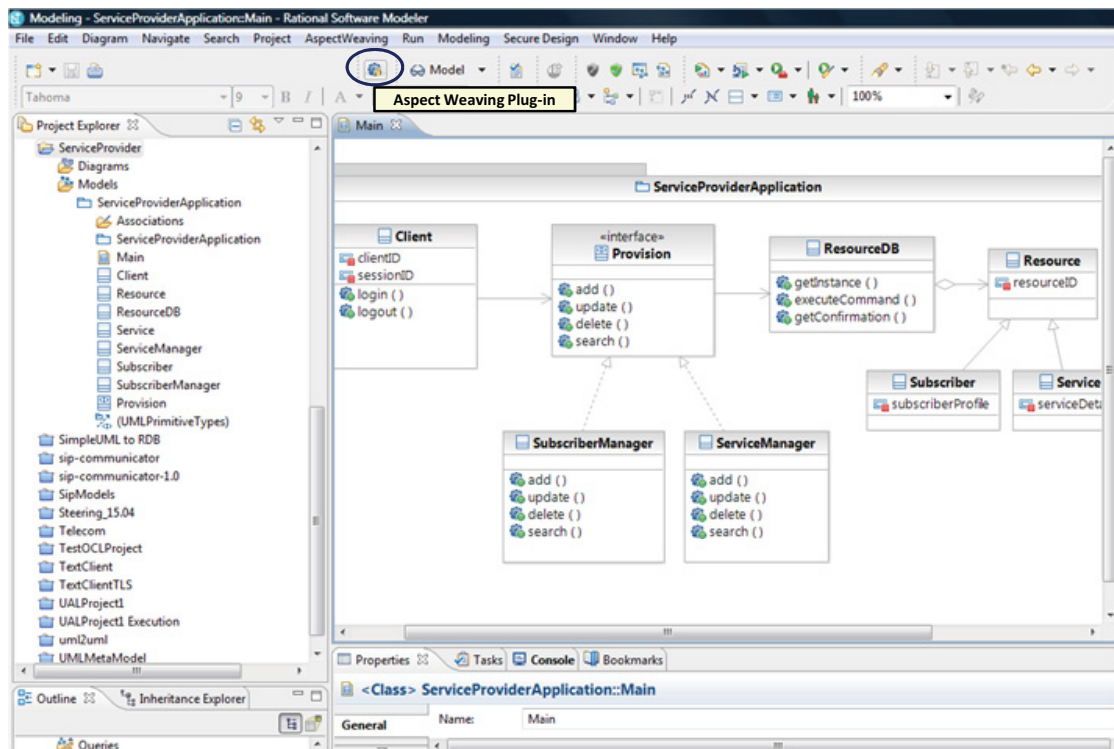 Modeling - ServiceProviderApplication::Main - Rational Software Modeler
File Edit Diagram Navigate Search Project AspectWeaving Run Modeling Secure Design Window Help
Model
Tahoma 9 B I A 100%
Aspect Weaving Plug-in
Project Explorer
ServiceProvider
Diagrams
Models
ServiceProviderApplication
Associations
ServiceProviderApplication
Main
Client
Resource
ResourceDB
Service
ServiceManager
Subscriber
SubscriberManager
Provision
(UMLPrimitiveTypes)
SimpleUML to RDB
sip-communicator
sip-communicator-1.0
SipModels
Steering_15.04
Telecom
TestOCLProject
TextClient
TextClientTLS
UALProject1
UALProject1 Execution
uml2uml
UMLMetaModel
Outline Inheritance Explorer
Queries
Main
ServiceProviderApplication
Client
clientID
sessionID
login ( )
logout ( )
«interface»
Provision
add ( )
update ( )
delete ( )
search ( )
ResourceDB
getInstance ( )
executeCommand ( )
getConfirmation ( )
Resource
resourceID
Subscriber
subscriberProfile
Service
serviceDeta
SubscriberManager
add ( )
update ( )
delete ( )
search ( )
ServiceManager
add ( )
update ( )
delete ( )
search ( )
Properties Tasks Console Bookmarks
<Class> ServiceProviderApplication::Main
General
Name: Main